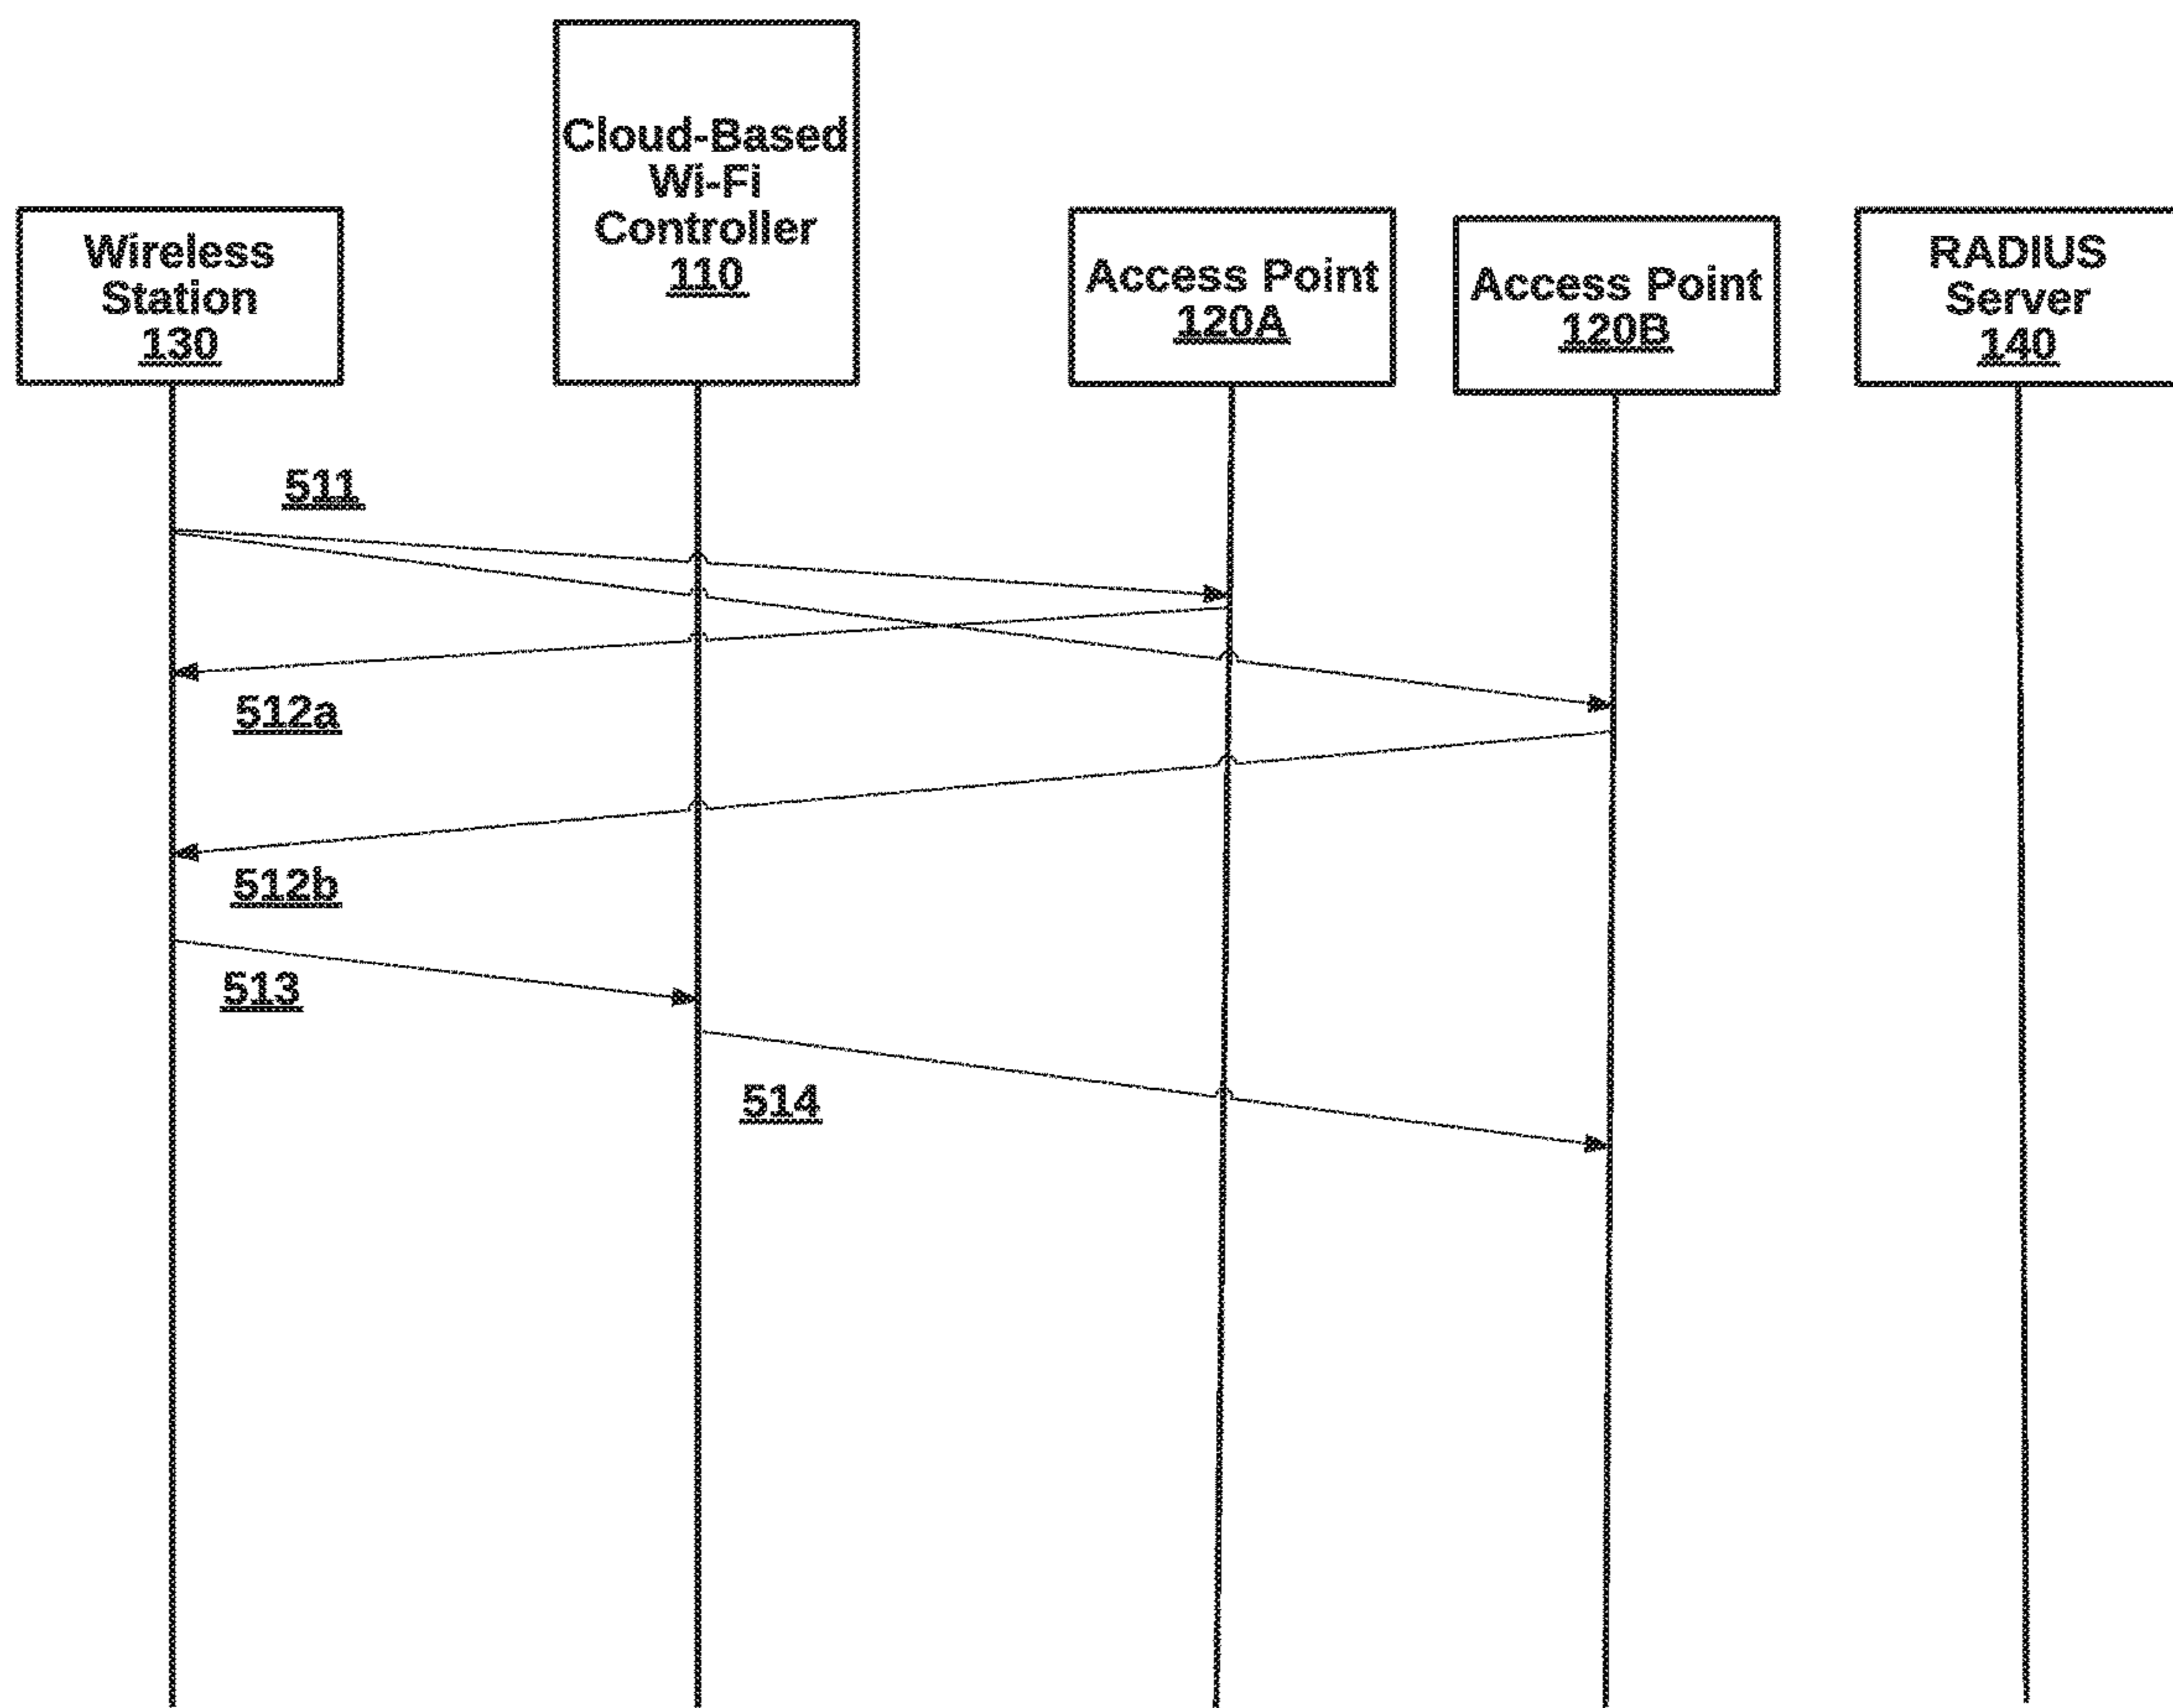 Cloud-Based
Wi-Fi
Controller
110
Wireless
Station
130
Access Point
120A
Access Point
120B
RADIUS
Server
140
511
512a
512b
513
514